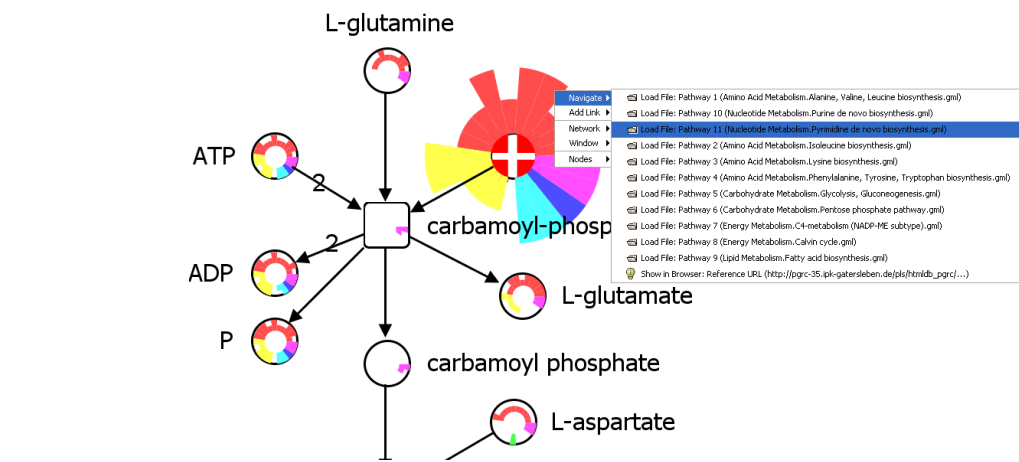 L-glutamine
ATP
2
ADP
2
P
carbamoyl-phosp
L-glutamate
carbamoyl phosphate
L-aspartate
Navigate
Add Link
Network
Window
Nodes
Load File: Pathway 1 (Amino Acid Metabolism.Alanine, Valine, Leucine biosynthesis.gml)
Load File: Pathway 10 (Nucleotide Metabolism.Purine de novo biosynthesis.gml)
Load File: Pathway 11 (Nucleotide Metabolism.Pyrimidine de novo biosynthesis.gml)
Load File: Pathway 2 (Amino Acid Metabolism.Isoleucine biosynthesis.gml)
Load File: Pathway 3 (Amino Acid Metabolism.Lysine biosynthesis.gml)
Load File: Pathway 4 (Amino Acid Metabolism.Phenylalanine, Tyrosine, Tryptophan biosynthesis.gml)
Load File: Pathway 5 (Carbohydrate Metabolism.Glycolysis, Gluconeogenesis.gml)
Load File: Pathway 6 (Carbohydrate Metabolism.Pentose phosphate pathway.gml)
Load File: Pathway 7 (Energy Metabolism.C4-metabolism (NADP-ME subtype).gml)
Load File: Pathway 8 (Energy Metabolism.Calvin cycle.gml)
Load File: Pathway 9 (Lipid Metabolism.Fatty acid biosynthesis.gml)
Show in Browser: Reference URL (http://pgrc-35.ipk-gatersleben.de/pls/htmldb_pgrc/...)